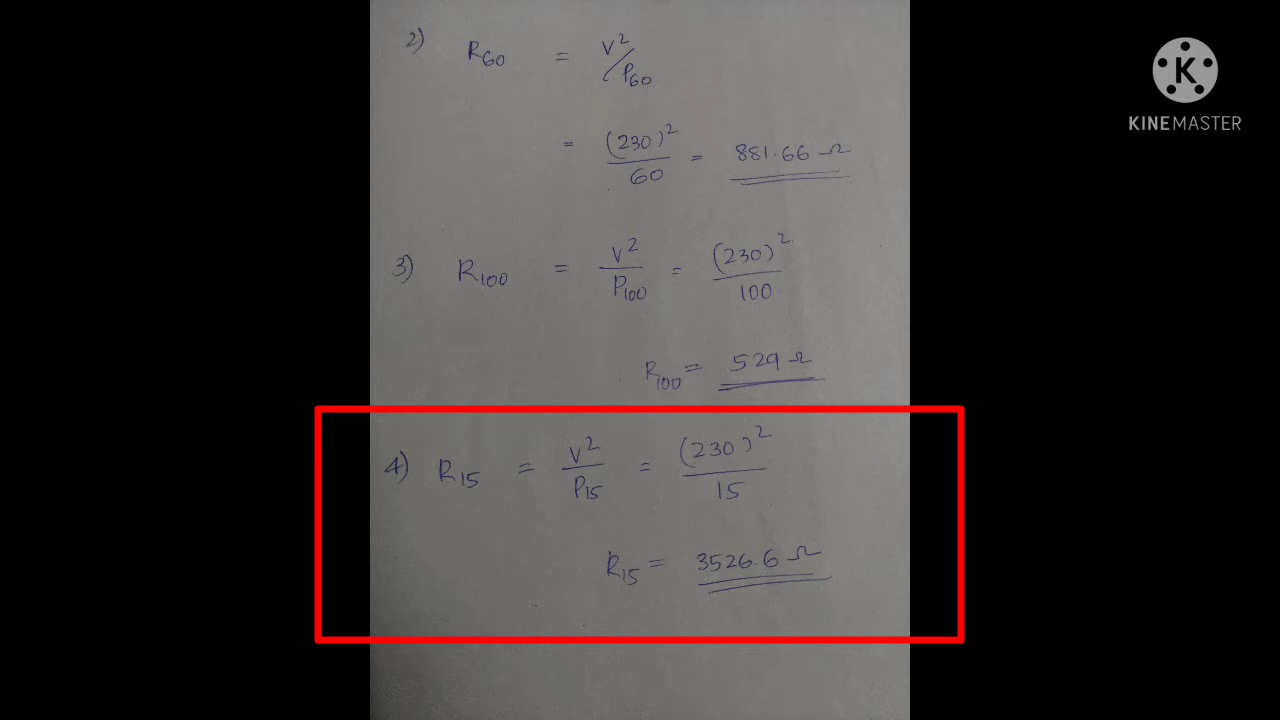 2) R60 = V²/P60
= (230)²/60 = 881.66 Ω
3) R100 = V²/P100 = (230)²/100
R100 = 529 Ω
4) R15 = V²/P15 = (230)²/15
R15 = 3526.6 Ω
K
KINEMASTER